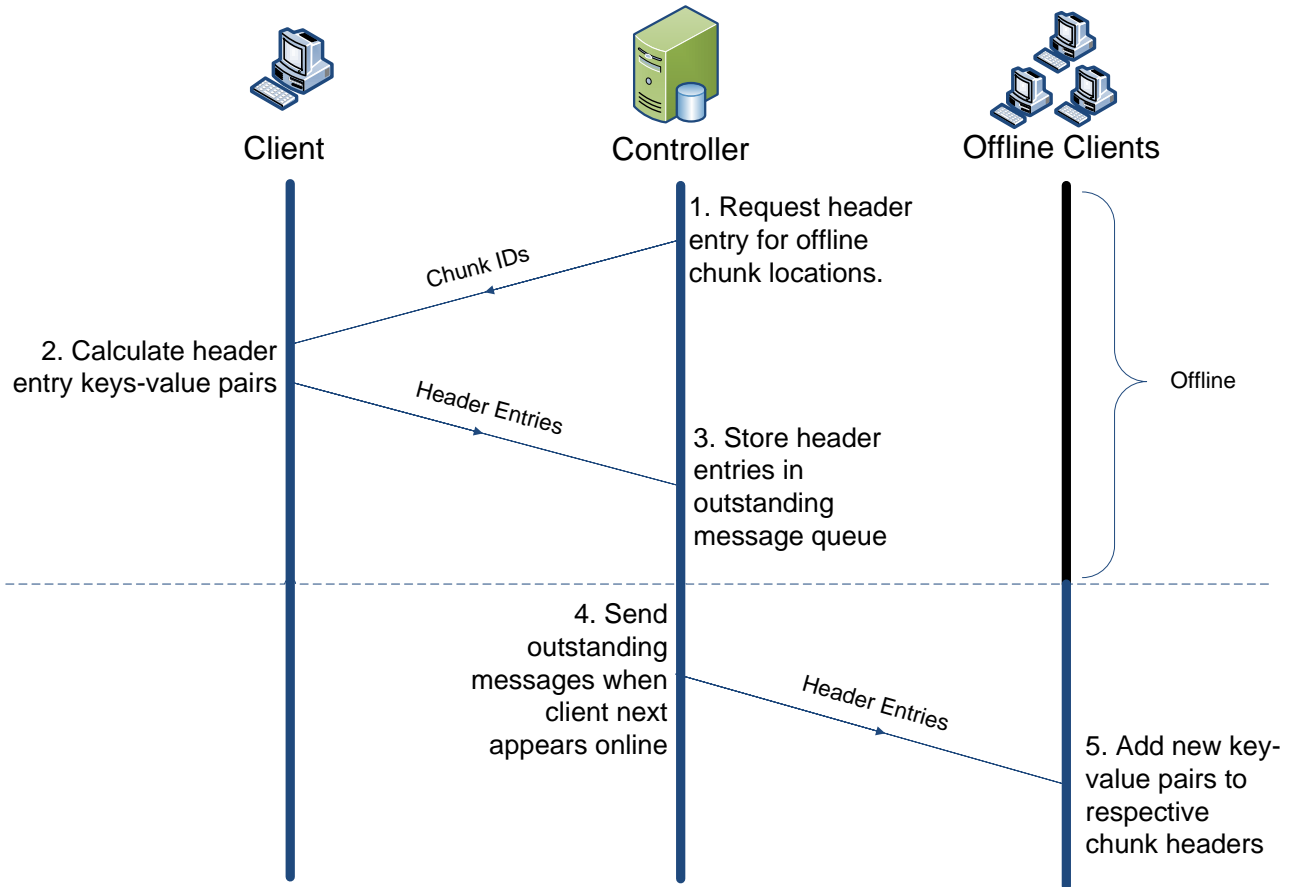 Client
Controller
Offline Clients
1. Request header
entry for offline
chunk locations.
Chunk IDs
2. Calculate header
entry keys-value pairs
Header Entries
Offline
3. Store header
entries in
outstanding
message queue
4. Send
outstanding
messages when
client next
appears online
Header Entries
5. Add new key-
value pairs to
respective
chunk headers